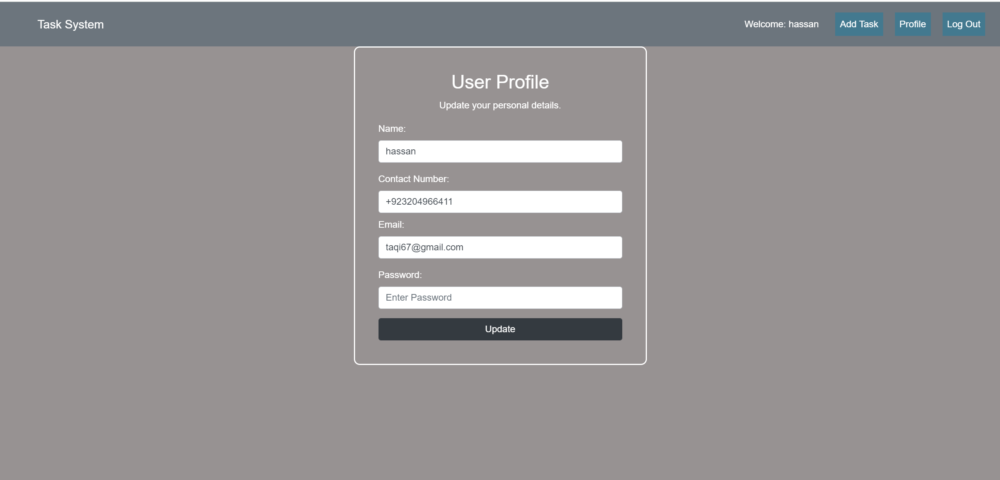 Task System
Welcome: hassan
Add Task
Profile
Log Out
User Profile
Update your personal details.
Name:
hassan
Contact Number:
+923204966411
Email:
taqi67@gmail.com
Password:
Enter Password
Update